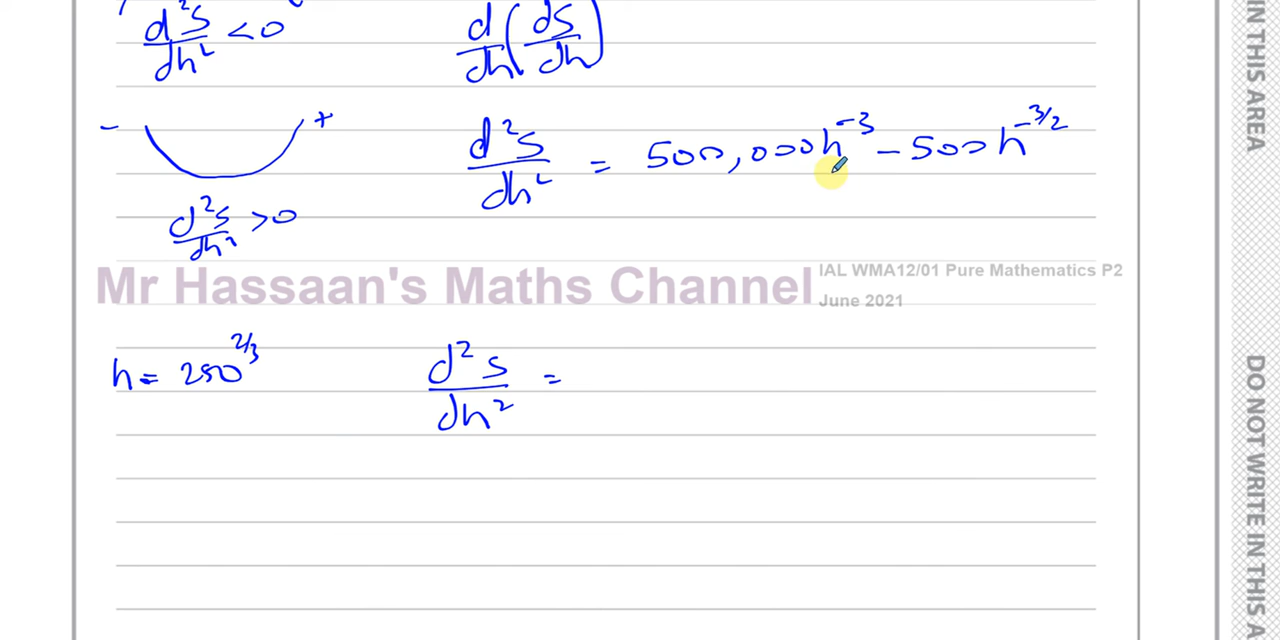 d²S/dh² < 0
d/dh (dS/dh)
- +
d²S/dh² = 500,000h⁻³ - 500h^(-3/2)
d²S/dh² > 0
Mr Hassaan's Maths Channel
IAL WMA12/01 Pure Mathematics P2
June 2021
h = 250^(2/3)
d²S/dh² =
IN THIS AREA
DO NOT WRITE IN THIS A